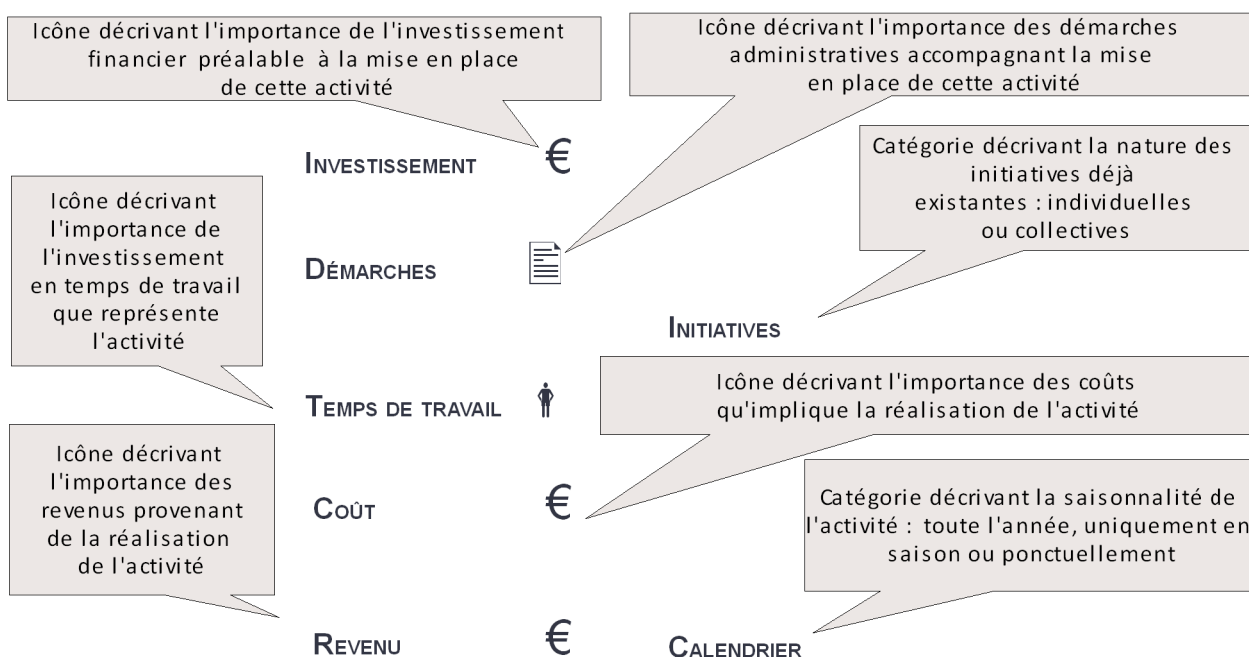 Icône décrivant l'importance de l'investissement
financier préalable à la mise en place
de cette activité
Icône décrivant l'importance des démarches
administratives accompagnant la mise
en place de cette activité
INVESTISSEMENT €
Catégorie décrivant la nature des
initiatives déjà
existantes : individuelles
ou collectives
Icône décrivant
l'importance de
l'investissement
en temps de travail
que représente
l'activité
DÉMARCHES
INITIATIVES
Icône décrivant l'importance des coûts
qu'implique la réalisation de l'activité
TEMPS DE TRAVAIL
Icône décrivant
l'importance des
revenus provenant
de la réalisation
de l'activité
COÛT €
Catégorie décrivant la saisonnalité de
l'activité : toute l'année, uniquement en
saison ou ponctuellement
REVENU €
CALENDRIER